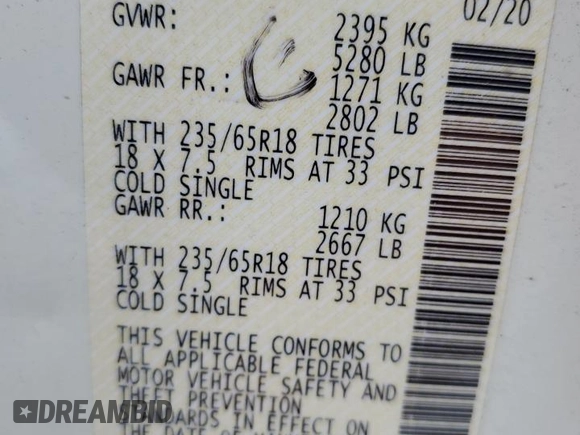 02/20
GVWR: 2395 KG
5280 LB
GAWR FR.: 1271 KG
2802 LB
WITH 235/65R18 TIRES
18 X 7.5 RIMS AT 33 PSI
COLD SINGLE
GAWR RR.: 1210 KG
2667 LB
WITH 235/65R18 TIRES
18 X 7.5 RIMS AT 33 PSI
COLD SINGLE
THIS VEHICLE CONFORMS TO
ALL APPLICABLE FEDERAL
MOTOR VEHICLE SAFETY AND
PREVENTION
IN EFFECT ON
THE DATE OF
DREAMBID